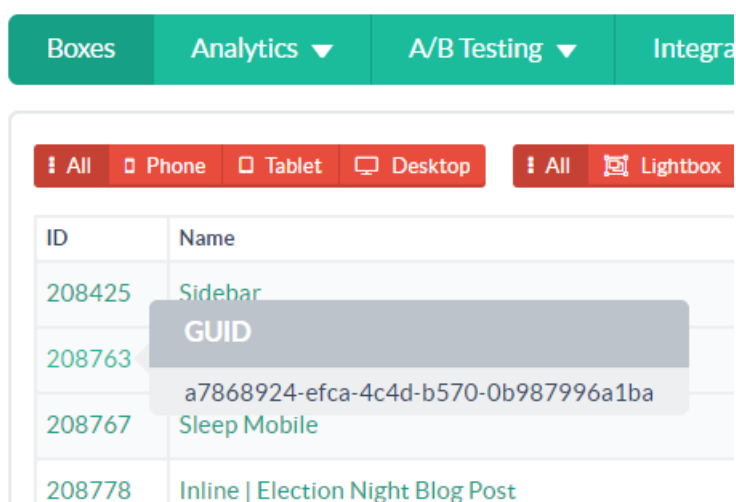 Boxes Analytics A/B Testing Integra
All Phone Tablet Desktop All Lightbox
ID Name
208425 Sidebar
GUID
208763
a7868924-efca-4c4d-b570-0b987996a1ba
208767 Sleep Mobile
208778 Inline | Election Night Blog Post